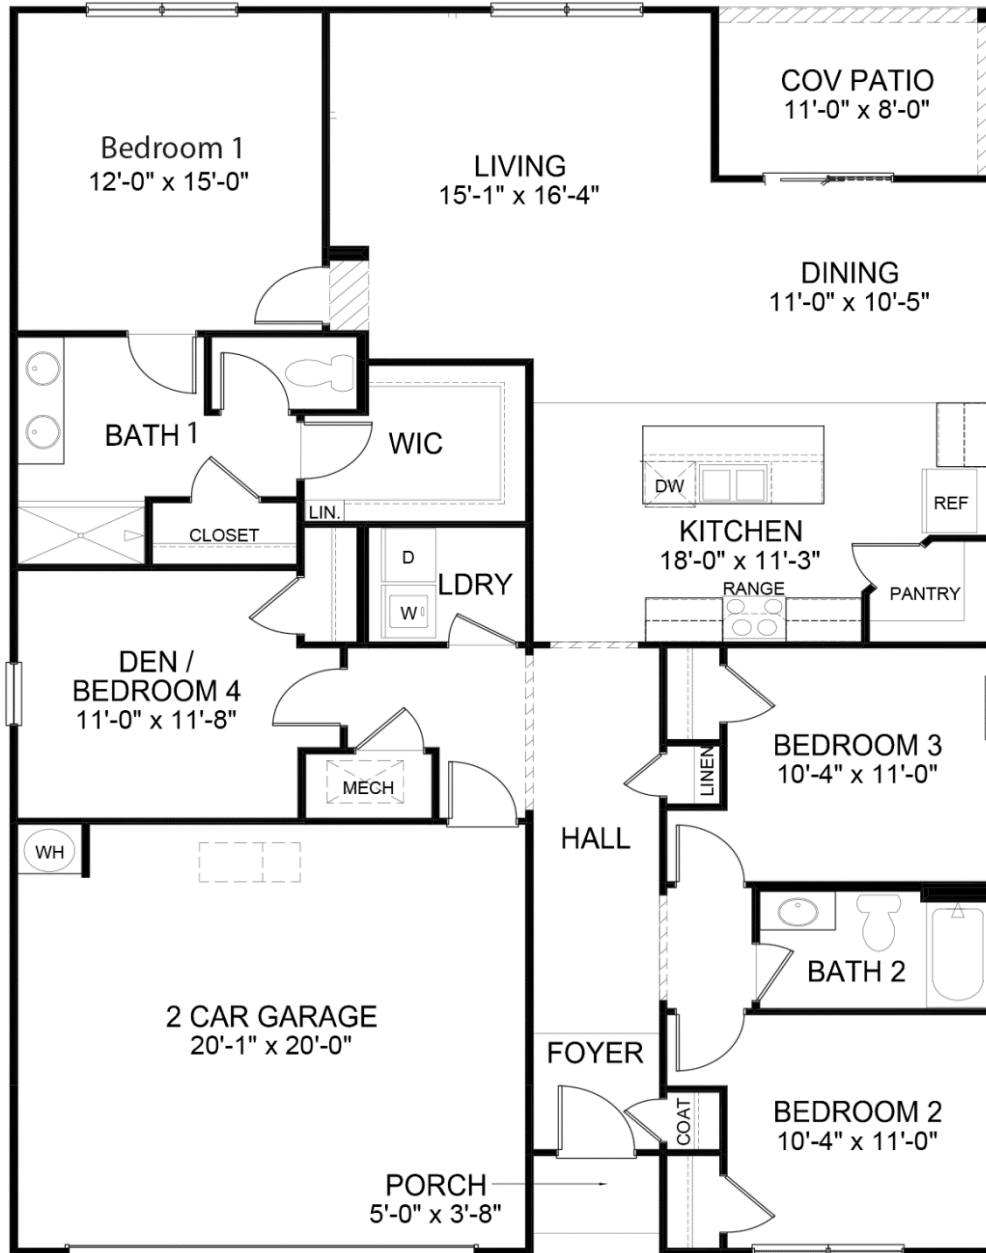 COV PATIO
11'-0" x 8'-0"
Bedroom 1
12'-0" x 15'-0"
LIVING
15'-1" x 16'-4"
DINING
11'-0" x 10'-5"
BATH 1
WIC
LIN.
CLOSET
DW
REF
KITCHEN
18'-0" x 11'-3"
RANGE
PANTRY
D
W
LDRY
DEN /
BEDROOM 4
11'-0" x 11'-8"
MECH
BEDROOM 3
10'-4" x 11'-0"
LINEN
WH
HALL
BATH 2
2 CAR GARAGE
20'-1" x 20'-0"
FOYER
COAT
BEDROOM 2
10'-4" x 11'-0"
PORCH
5'-0" x 3'-8"